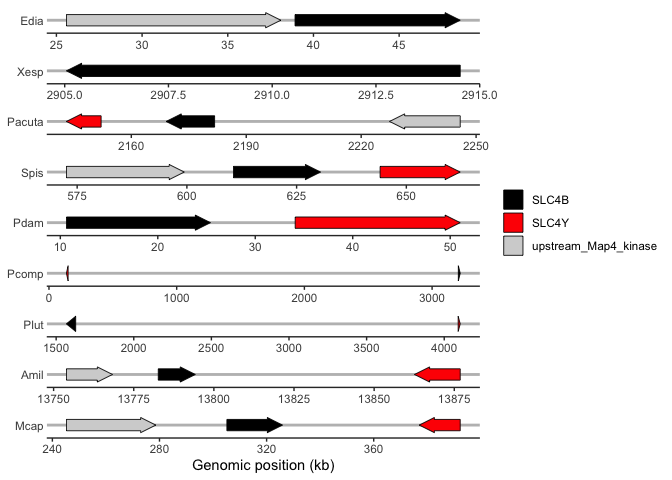 Edia
25 30 35 40 45
Xesp
2905.0 2907.5 2910.0 2912.5 2915.0
Pacuta
2160 2190 2220 2250
Spis
575 600 625 650
Pdam
10 20 30 40 50
Pcomp
0 1000 2000 3000
Plut
1500 2000 2500 3000 3500 4000
Amil
13750 13775 13800 13825 13850 13875
Mcap
240 280 320 360
Genomic position (kb)
SLC4B
SLC4Y
upstream_Map4_kinase